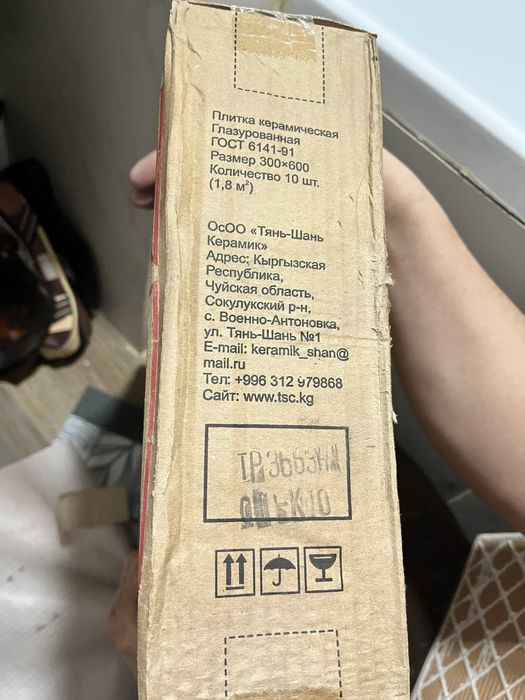 Плитка керамическая
Глазурованная
ГОСТ 6141-91
Размер 300×600
Количество 10 шт.
(1,8 м²)
ОсОО «Тянь-Шань
Керамик»
Адрес: Кыргызская
Республика,
Чуйская область,
Сокулукский р-н,
с. Военно-Антоновка,
ул. Тянь-Шань №1
E-mail: keramik_shan@
mail.ru
Тел: +996 312 979868
Сайт: www.tsc.kg